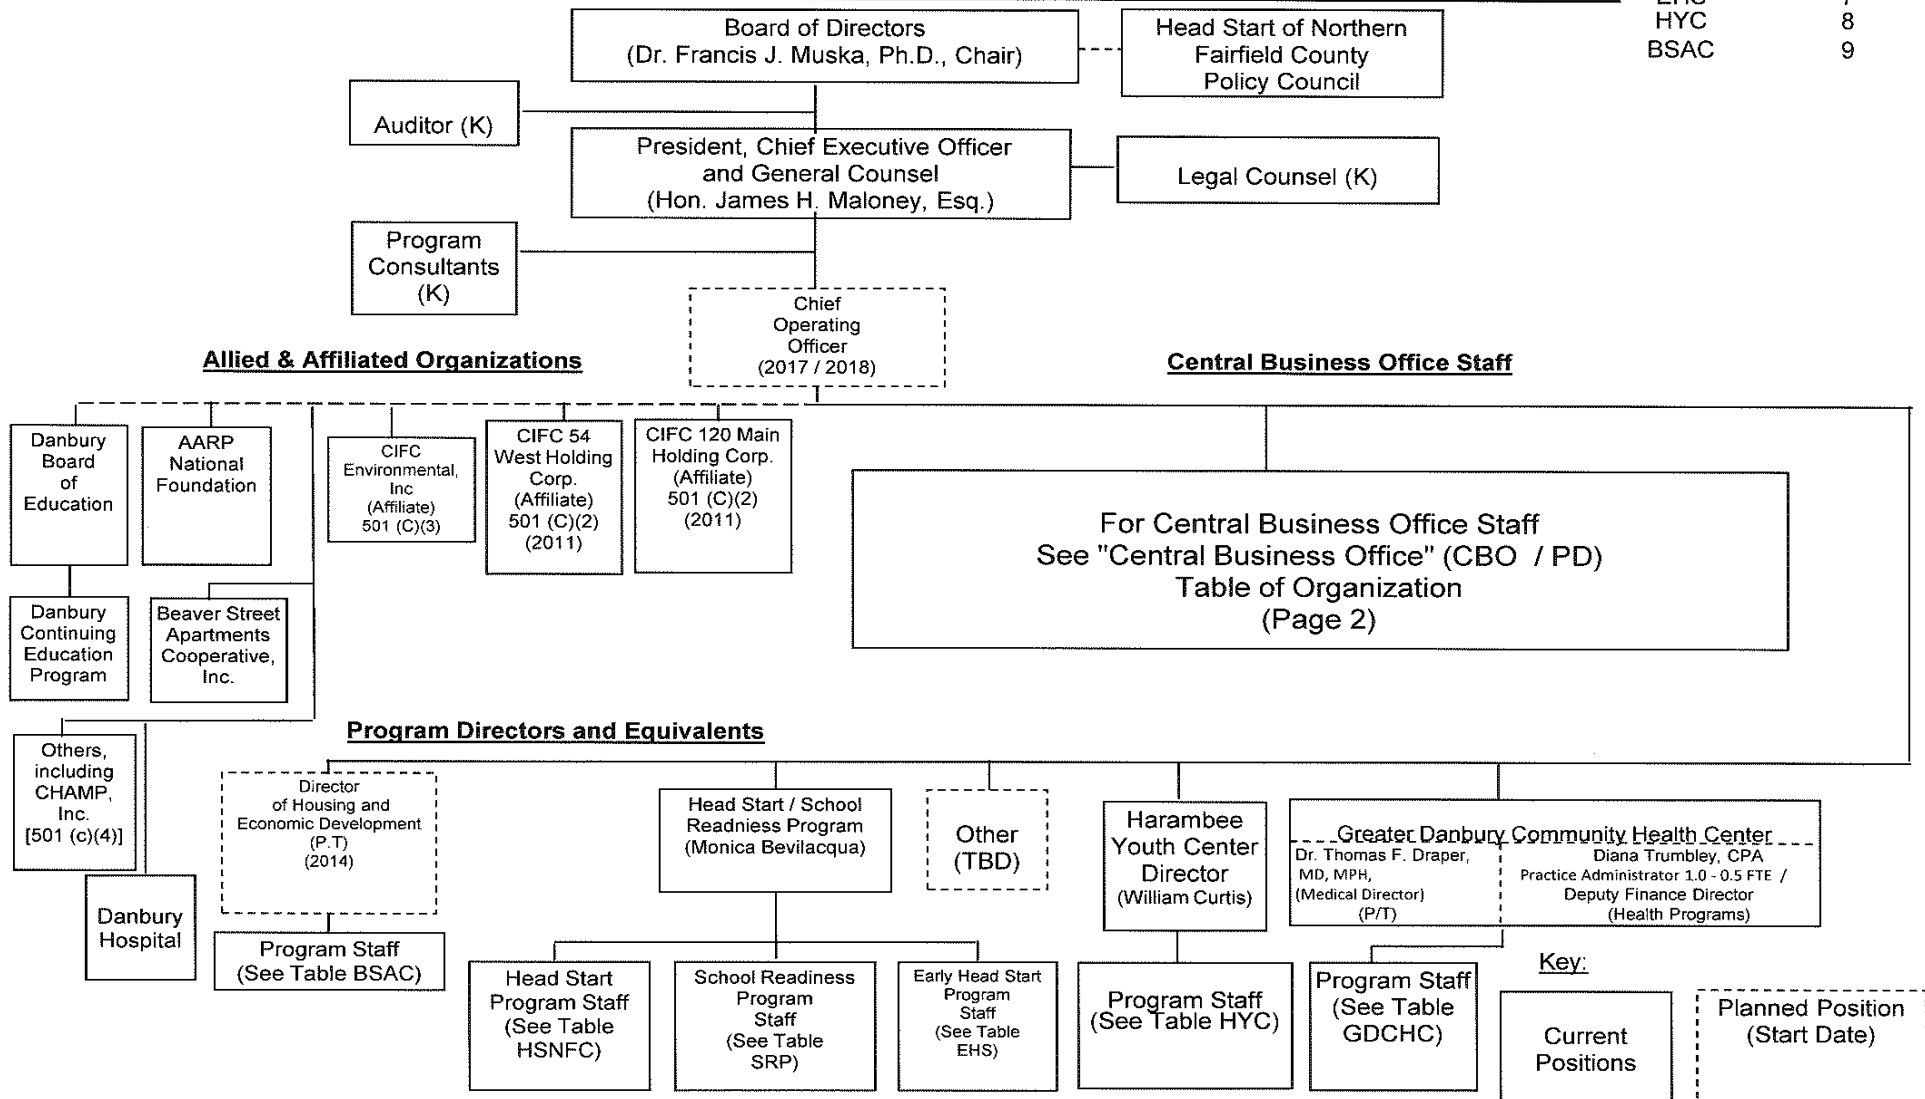 EHS 7
HYC 8
BSAC 9
Board of Directors
(Dr. Francis J. Muska, Ph.D., Chair)
Head Start of Northern
Fairfield County
Policy Council
Auditor (K)
President, Chief Executive Officer
and General Counsel
(Hon. James H. Maloney, Esq.)
Legal Counsel (K)
Program
Consultants
(K)
Chief
Operating
Officer
(2017 / 2018)
Allied & Affiliated Organizations
Central Business Office Staff
Danbury
Board
of
Education
AARP
National
Foundation
CIFC
Environmental,
Inc
(Affiliate)
501 (C)(3)
CIFC 54
West Holding
Corp.
(Affiliate)
501 (C)(2)
(2011)
CIFC 120 Main
Holding Corp.
(Affiliate)
501 (C)(2)
(2011)
For Central Business Office Staff
See "Central Business Office" (CBO / PD)
Table of Organization
(Page 2)
Danbury
Continuing
Education
Program
Beaver Street
Apartments
Cooperative,
Inc.
Program Directors and Equivalents
Others,
including
CHAMP,
Inc.
[501 (c)(4)]
Danbury
Hospital
Director
of Housing and
Economic Development
(P.T)
(2014)
Program Staff
(See Table BSAC)
Head Start / School
Readness Program
(Monica Bevilacqua)
Other
(TBD)
Harambee
Youth Center
Director
(William Curtis)
Greater Danbury Community Health Center
Dr. Thomas F. Draper,
MD, MPH,
(Medical Director)
(P/T)
Diana Trumbley, CPA
Practice Administrator 1.0 - 0.5 FTE /
Deputy Finance Director
(Health Programs)
Head Start
Program Staff
(See Table
HSNFC)
School Readiness
Program
Staff
(See Table
SRP)
Early Head Start
Program
Staff
(See Table
EHS)
Program Staff
(See Table HYC)
Program Staff
(See Table
GDCHC)
Key:
Current
Positions
Planned Position
(Start Date)